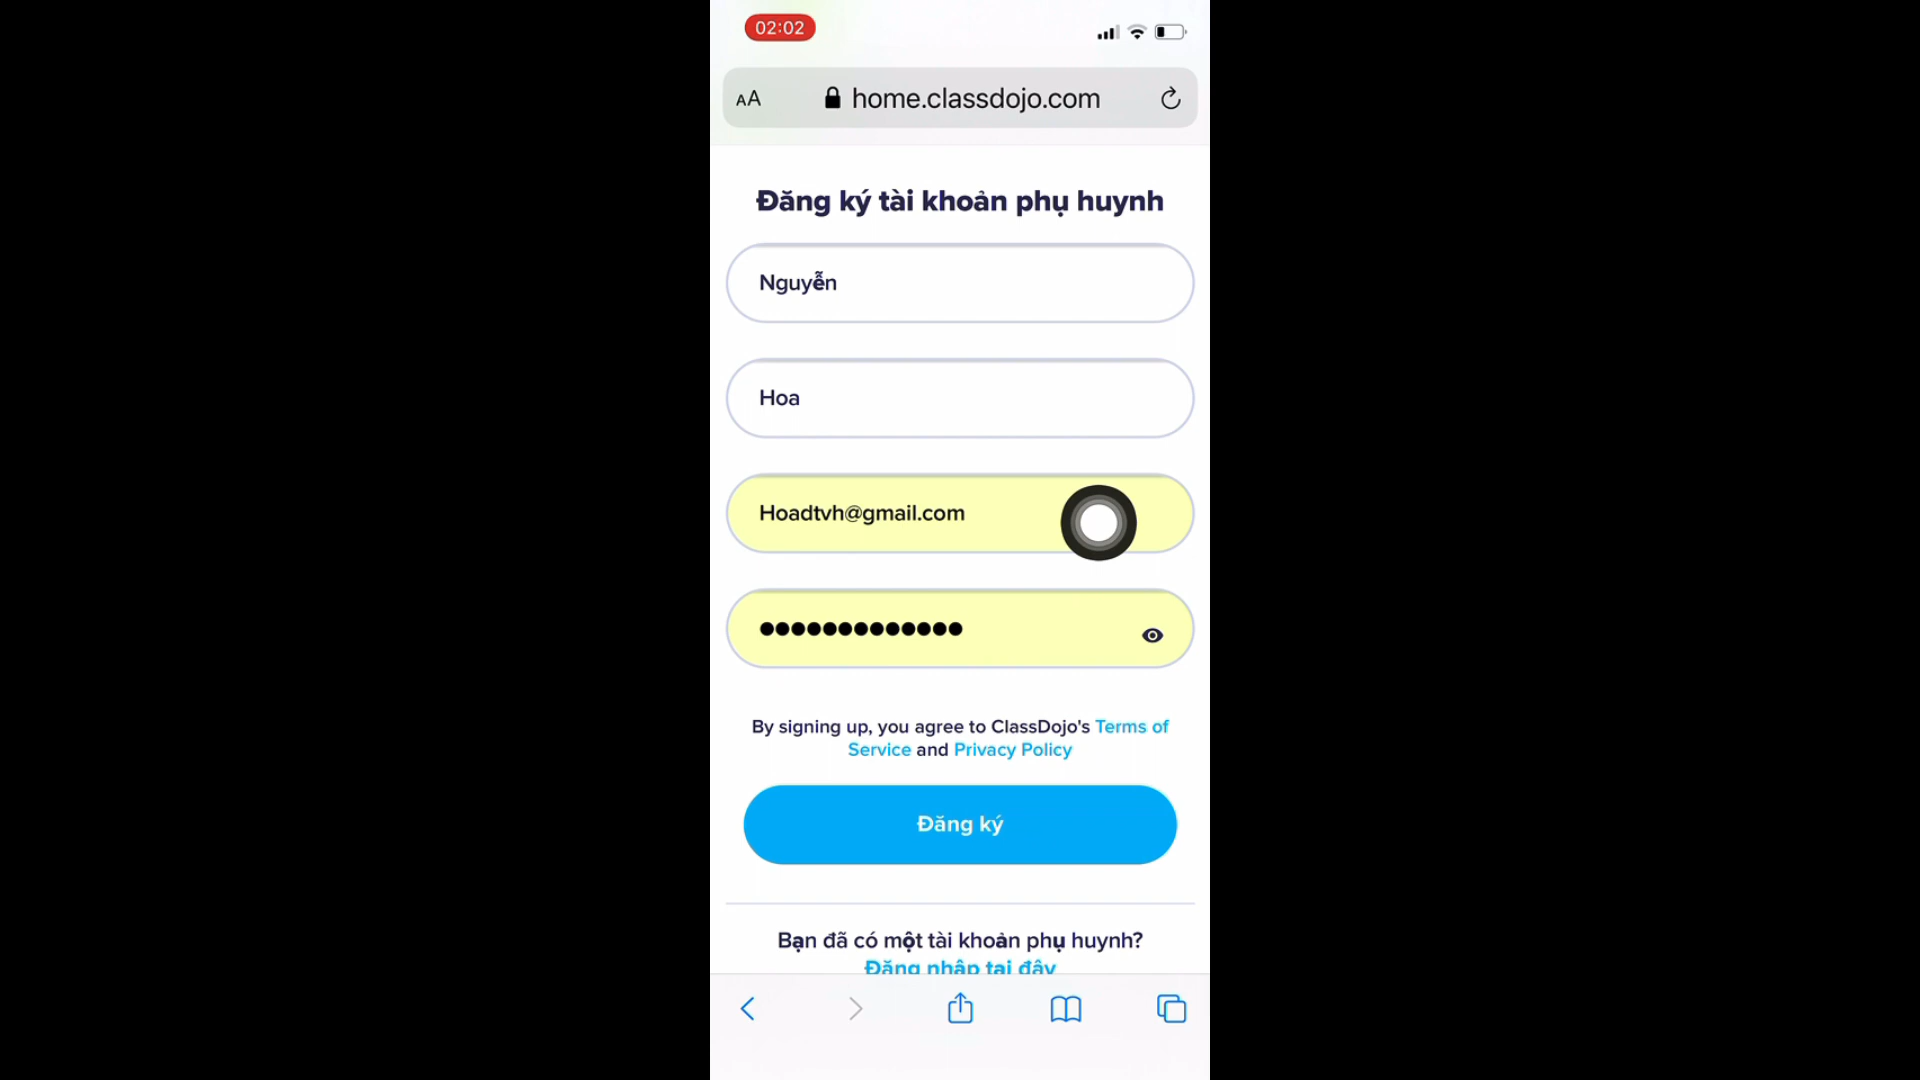 02:02
AA home.classdojo.com
Đăng ký tài khoản phụ huynh
Nguyễn
Hoa
Hoadtvh@gmail.com
By signing up, you agree to ClassDojo's Terms of
Service and Privacy Policy
Đăng ký
Bạn đã có một tài khoản phụ huynh?
Đăng nhập tại đây